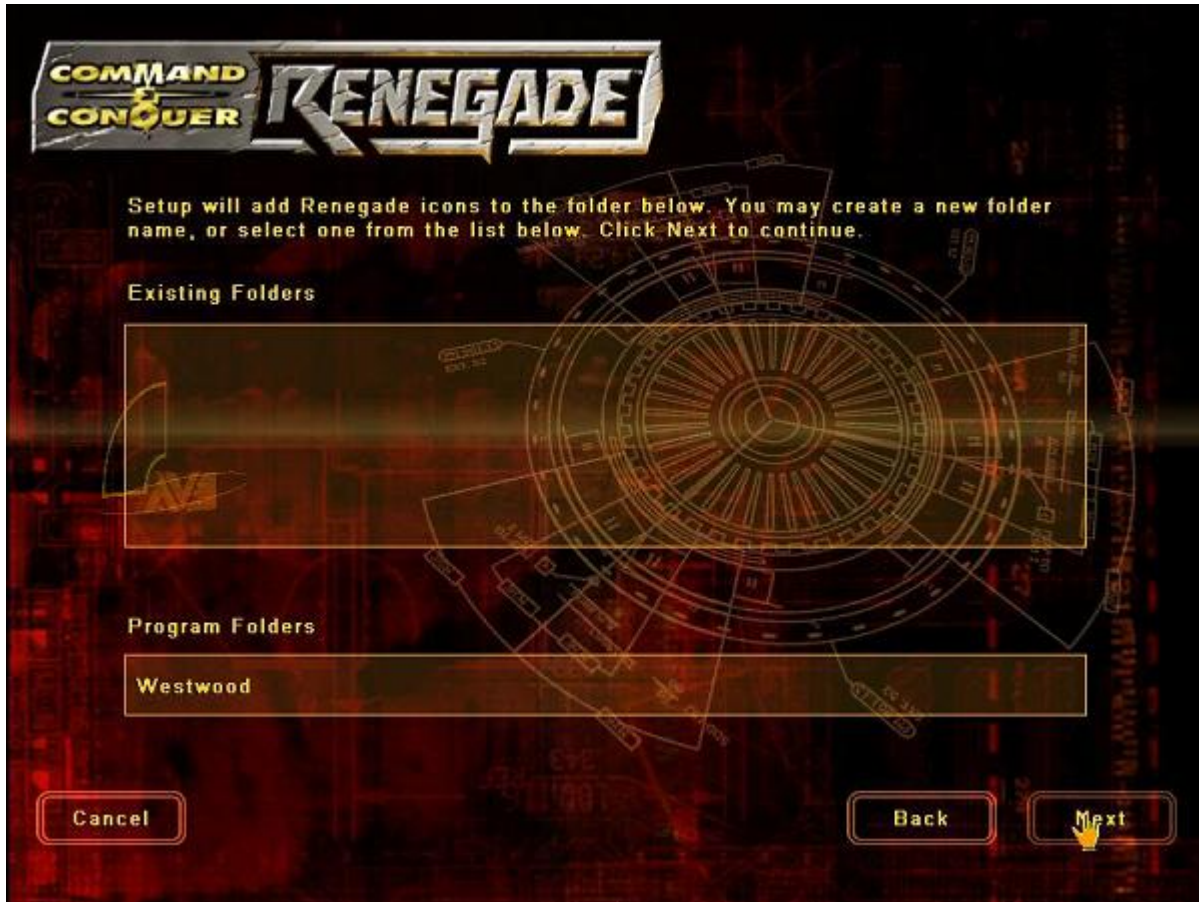 COMMAND
&
CONQUER
RENEGADE
Setup will add Renegade icons to the folder below. You may create a new folder
name, or select one from the list below. Click Next to continue.
Existing Folders
Program Folders
Westwood
Cancel
Back
Next